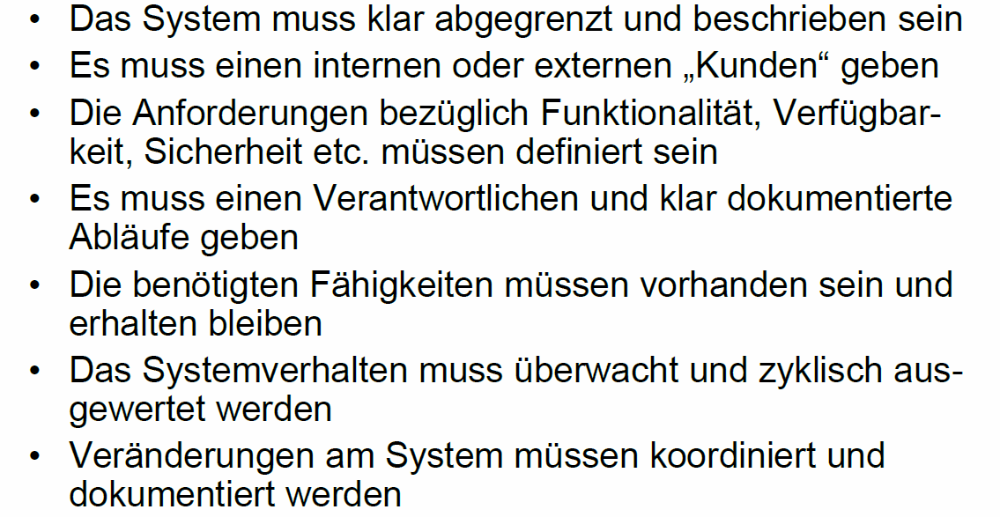 • Das System muss klar abgegrenzt und beschrieben sein
• Es muss einen internen oder externen „Kunden“ geben
• Die Anforderungen bezüglich Funktionalität, Verfügbar-
keit, Sicherheit etc. müssen definiert sein
• Es muss einen Verantwortlichen und klar dokumentierte
Abläufe geben
• Die benötigten Fähigkeiten müssen vorhanden sein und
erhalten bleiben
• Das Systemverhalten muss überwacht und zyklisch aus-
gewertet werden
• Veränderungen am System müssen koordiniert und
dokumentiert werden